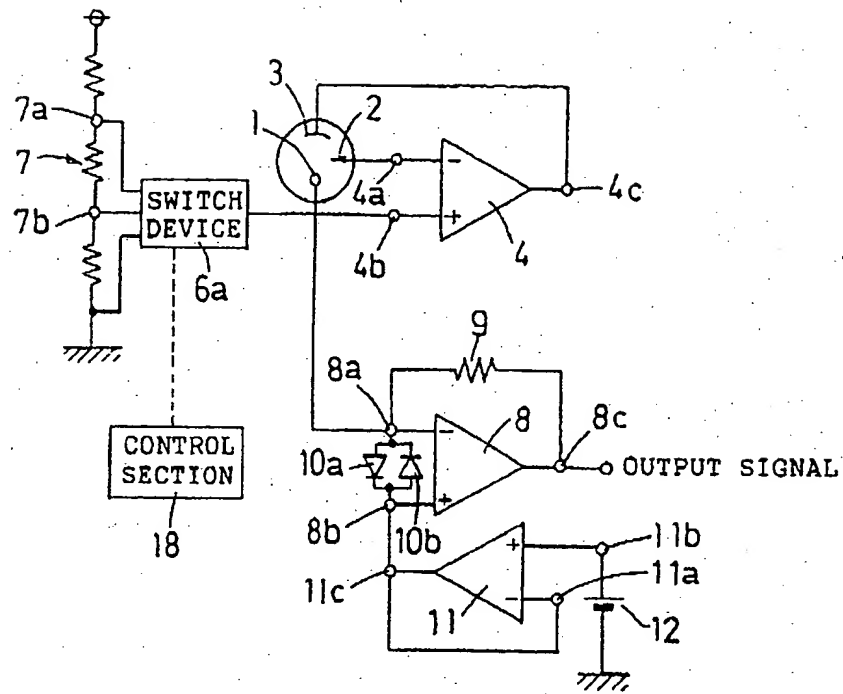 3
2
1
7a
7
7b
SWITCH
DEVICE
6a
4a
4b
-
+
4
4c
9
8a
8
8c
-
+
OUTPUT SIGNAL
CONTROL
SECTION
18
10a
10b
8b
11c
11
+
-
11b
11a
12